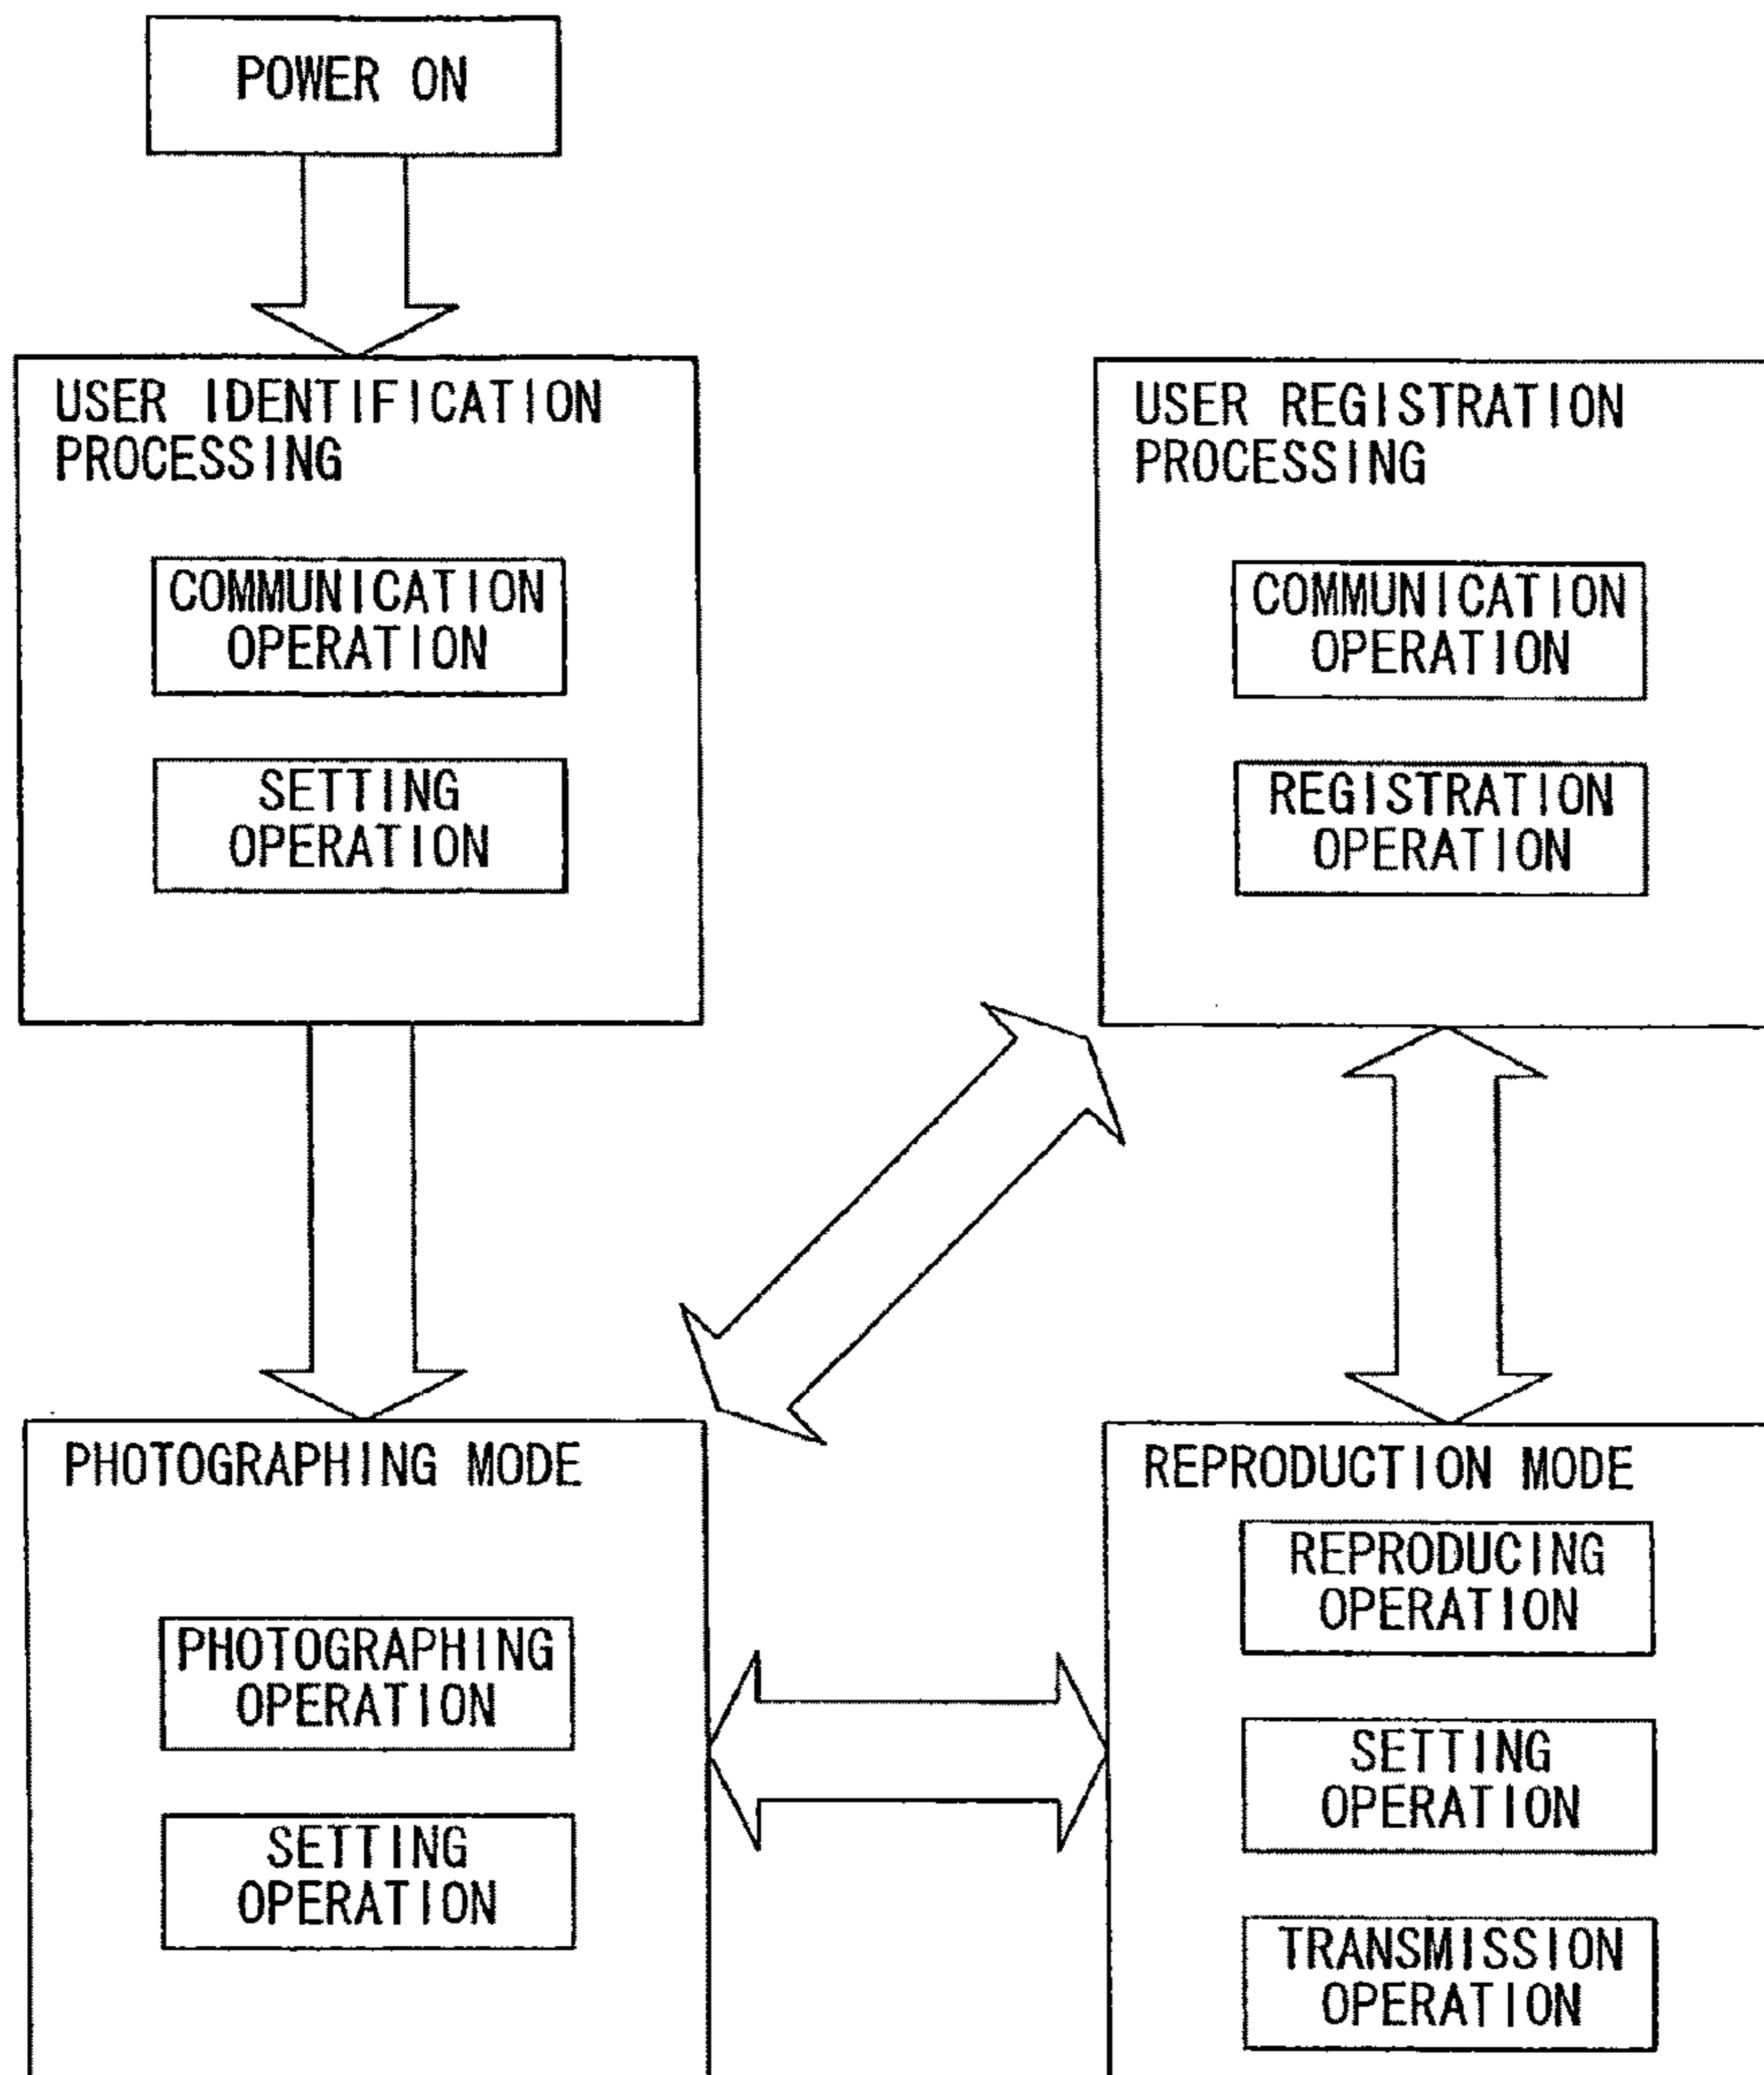 POWER ON
USER IDENTIFICATION
PROCESSING
COMMUNICATION
OPERATION
SETTING
OPERATION
USER REGISTRATION
PROCESSING
COMMUNICATION
OPERATION
REGISTRATION
OPERATION
PHOTOGRAPHING MODE
PHOTOGRAPHING
OPERATION
SETTING
OPERATION
REPRODUCTION MODE
REPRODUCING
OPERATION
SETTING
OPERATION
TRANSMISSION
OPERATION